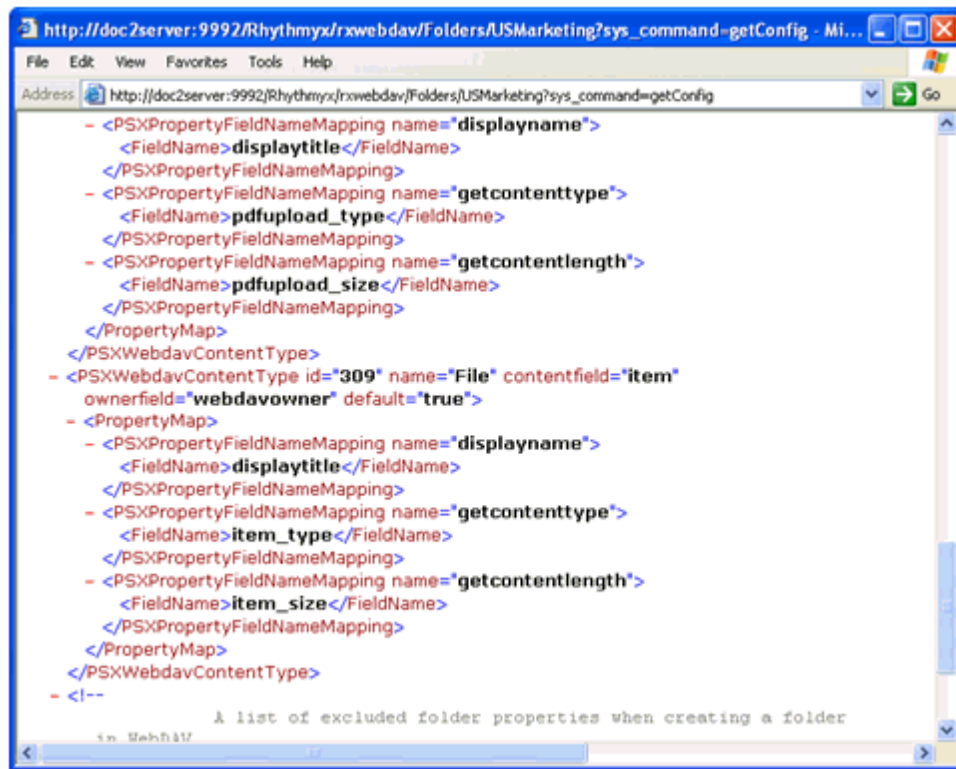 http://doc2server:9992/Rhythmyx/rxwebdav/Folders/USMarketing?sys_command=getConfig - Mi...
File Edit View Favorites Tools Help
Address http://doc2server:9992/Rhythmyx/rxwebdav/Folders/USMarketing?sys_command=getConfig Go
- <PSXPropertyFieldNameMapping name="displayname">
<FieldName>displaytitle</FieldName>
</PSXPropertyFieldNameMapping>
- <PSXPropertyFieldNameMapping name="getcontenttype">
<FieldName>pdfupload_type</FieldName>
</PSXPropertyFieldNameMapping>
- <PSXPropertyFieldNameMapping name="getcontentlength">
<FieldName>pdfupload_size</FieldName>
</PSXPropertyFieldNameMapping>
</PropertyMap>
</PSXWebdavContentType>
- <PSXWebdavContentType id="309" name="File" contentfield="item"
ownerfield="webdavowner" default="true">
- <PropertyMap>
- <PSXPropertyFieldNameMapping name="displayname">
<FieldName>displaytitle</FieldName>
</PSXPropertyFieldNameMapping>
- <PSXPropertyFieldNameMapping name="getcontenttype">
<FieldName>item_type</FieldName>
</PSXPropertyFieldNameMapping>
- <PSXPropertyFieldNameMapping name="getcontentlength">
<FieldName>item_size</FieldName>
</PSXPropertyFieldNameMapping>
</PropertyMap>
</PSXWebdavContentType>
- <!--
A list of excluded folder properties when creating a folder
in WebDAV